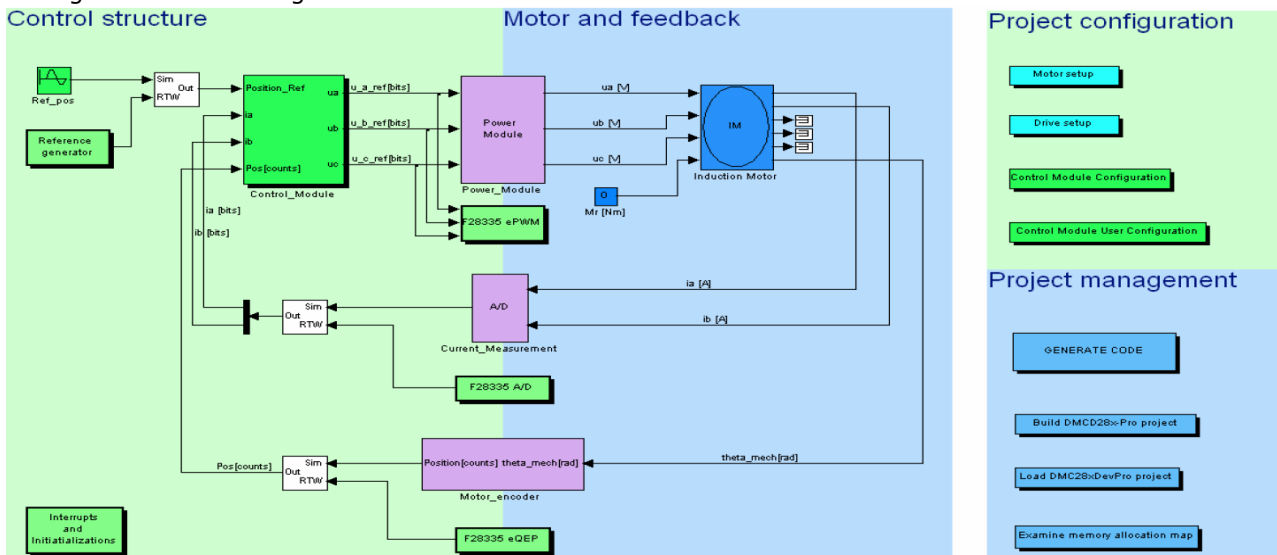 Control structure
Motor and feedback
Project configuration
Ref_pos
Sim
RTW
Out
Reference
generator
Position_Ref
ia
ib
Pos[counts]
ua
ub
uc
Control_Module
u_a_ref[bits]
u_b_ref[bits]
u_c_ref[bits]
Power
Module
Power_Module
ua [V]
ub [V]
uc [V]
IM
Induction Motor
0
Mr [Nm]
F28335 ePWM
Motor setup
Drive setup
Control Module Configuration
Control Module User Configuration
ia [bits]
ib [bits]
Sim
Out
RTW
A/D
Current_Measurement
ia [A]
ib [A]
F28335 A/D
Project management
GENERATE CODE
Build DMCD28x-Pro project
Load DMC28xDevPro project
Examine memory allocation map
Pos[counts]
Sim
Out
RTW
Position[counts] theta_mech[rad]
Motor_encoder
theta_mech[rad]
F28335 eQEP
Interrupts
and
Initiatializations